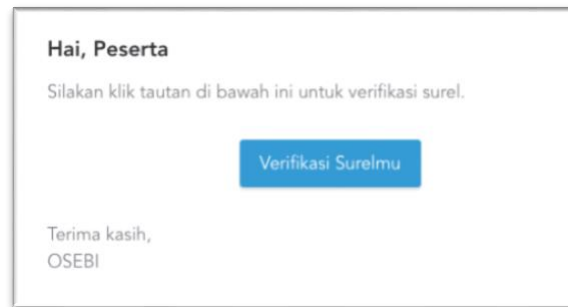 Hai, Peserta
Silakan klik tautan di bawah ini untuk verifikasi surel.
Verifikasi Surelmu
Terima kasih,
OSEBI